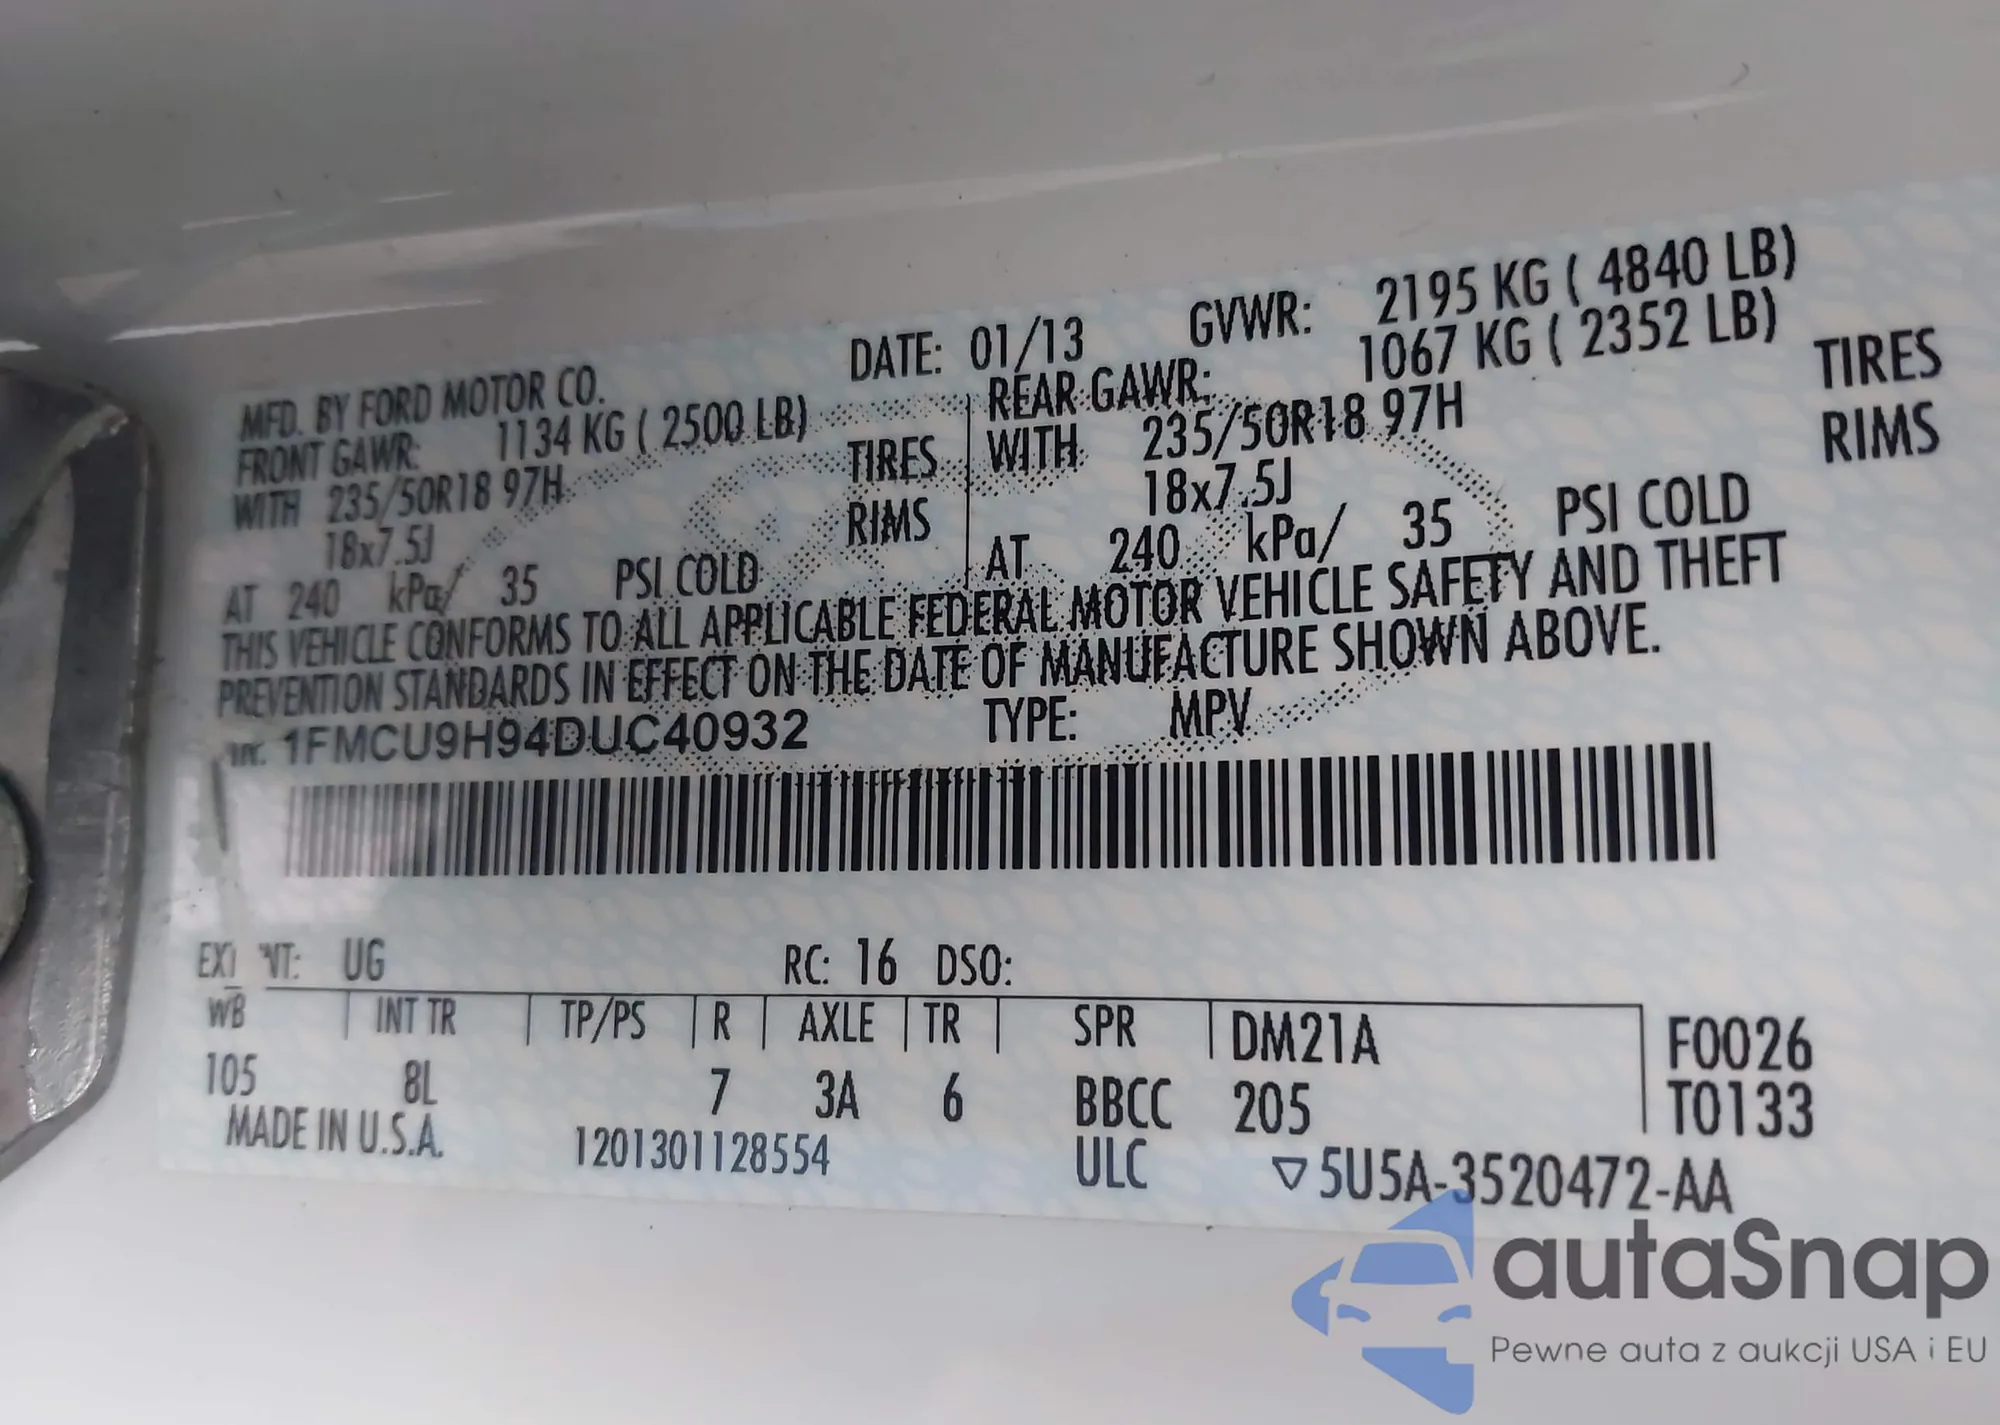 MFD. BY FORD MOTOR CO. DATE: 01/13 GVWR: 2195 KG ( 4840 LB)
FRONT GAWR: 1134 KG ( 2500 LB) REAR GAWR: 1067 KG ( 2352 LB)
WITH 235/50R18 97H TIRES WITH 235/50R18 97H TIRES
18x7.5J RIMS 18x7.5J RIMS
AT 240 kPa/ 35 PSI COLD AT 240 kPa/ 35 PSI COLD
THIS VEHICLE CONFORMS TO ALL APPLICABLE FEDERAL MOTOR VEHICLE SAFETY AND THEFT
PREVENTION STANDARDS IN EFFECT ON THE DATE OF MANUFACTURE SHOWN ABOVE.
1FMCU9H94DUC40932 TYPE: MPV
UG RC: 16 DSO:
WB INT TR TP/PS R AXLE TR SPR DM21A F0026
105 8L 7 3A 6 BBCC 205 T0133
MADE IN U.S.A. 1201301128554 ULC ▽5U5A-3520472-AA
autaSnap
Pewne auta z aukcji USA i EU